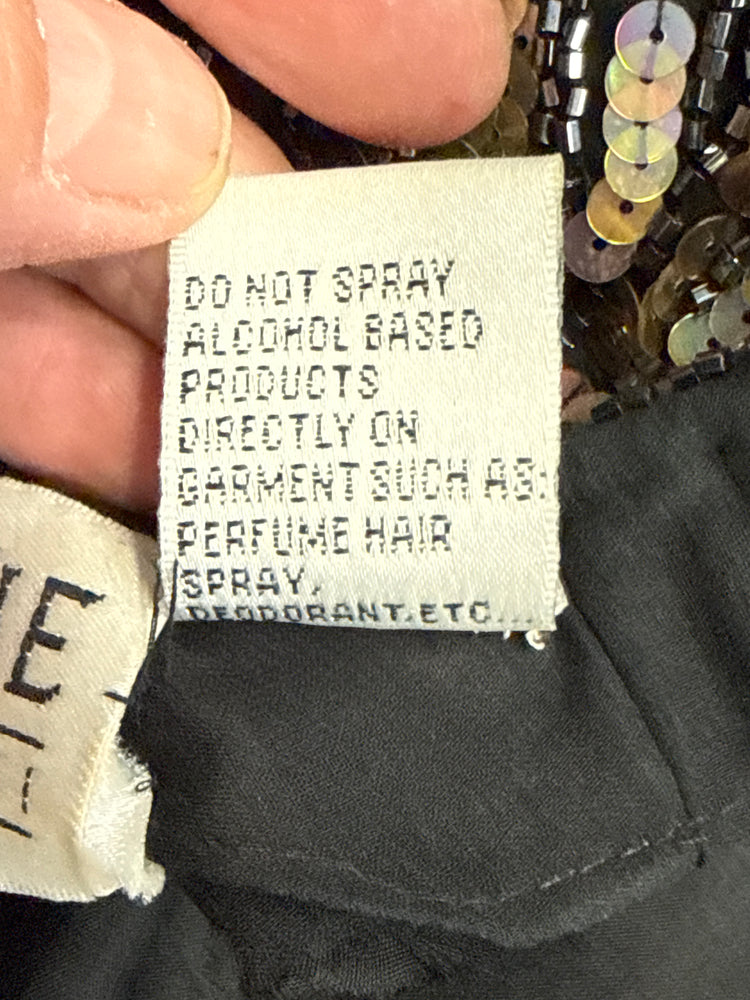 DO NOT SPRAY
ALCOHOL BASED
PRODUCTS
DIRECTLY ON
GARMENT SUCH AS:
PERFUME HAIR
SPRAY,
DEODORANT,ETC...